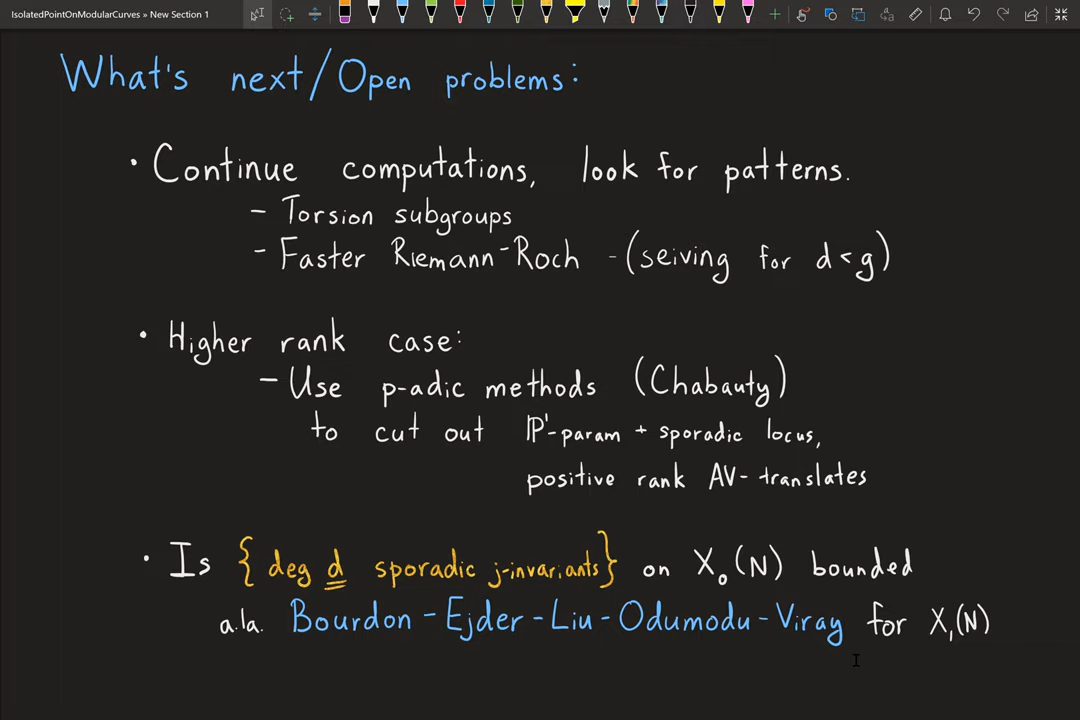 IsolatedPointOnModularCurves » New Section 1
What's next/Open problems:
· Continue computations, look for patterns.
- Torsion subgroups
- Faster Riemann-Roch - (seiving for d<g)
· Higher rank case:
- Use p-adic methods (Chabauty)
to cut out ℙ¹-param + sporadic locus,
positive rank AV-translates
· Is {deg d sporadic j-invariants} on X₀(N) bounded
a.la. Bourdon-Ejder-Liu-Odumodu-Viray for X₁(N)